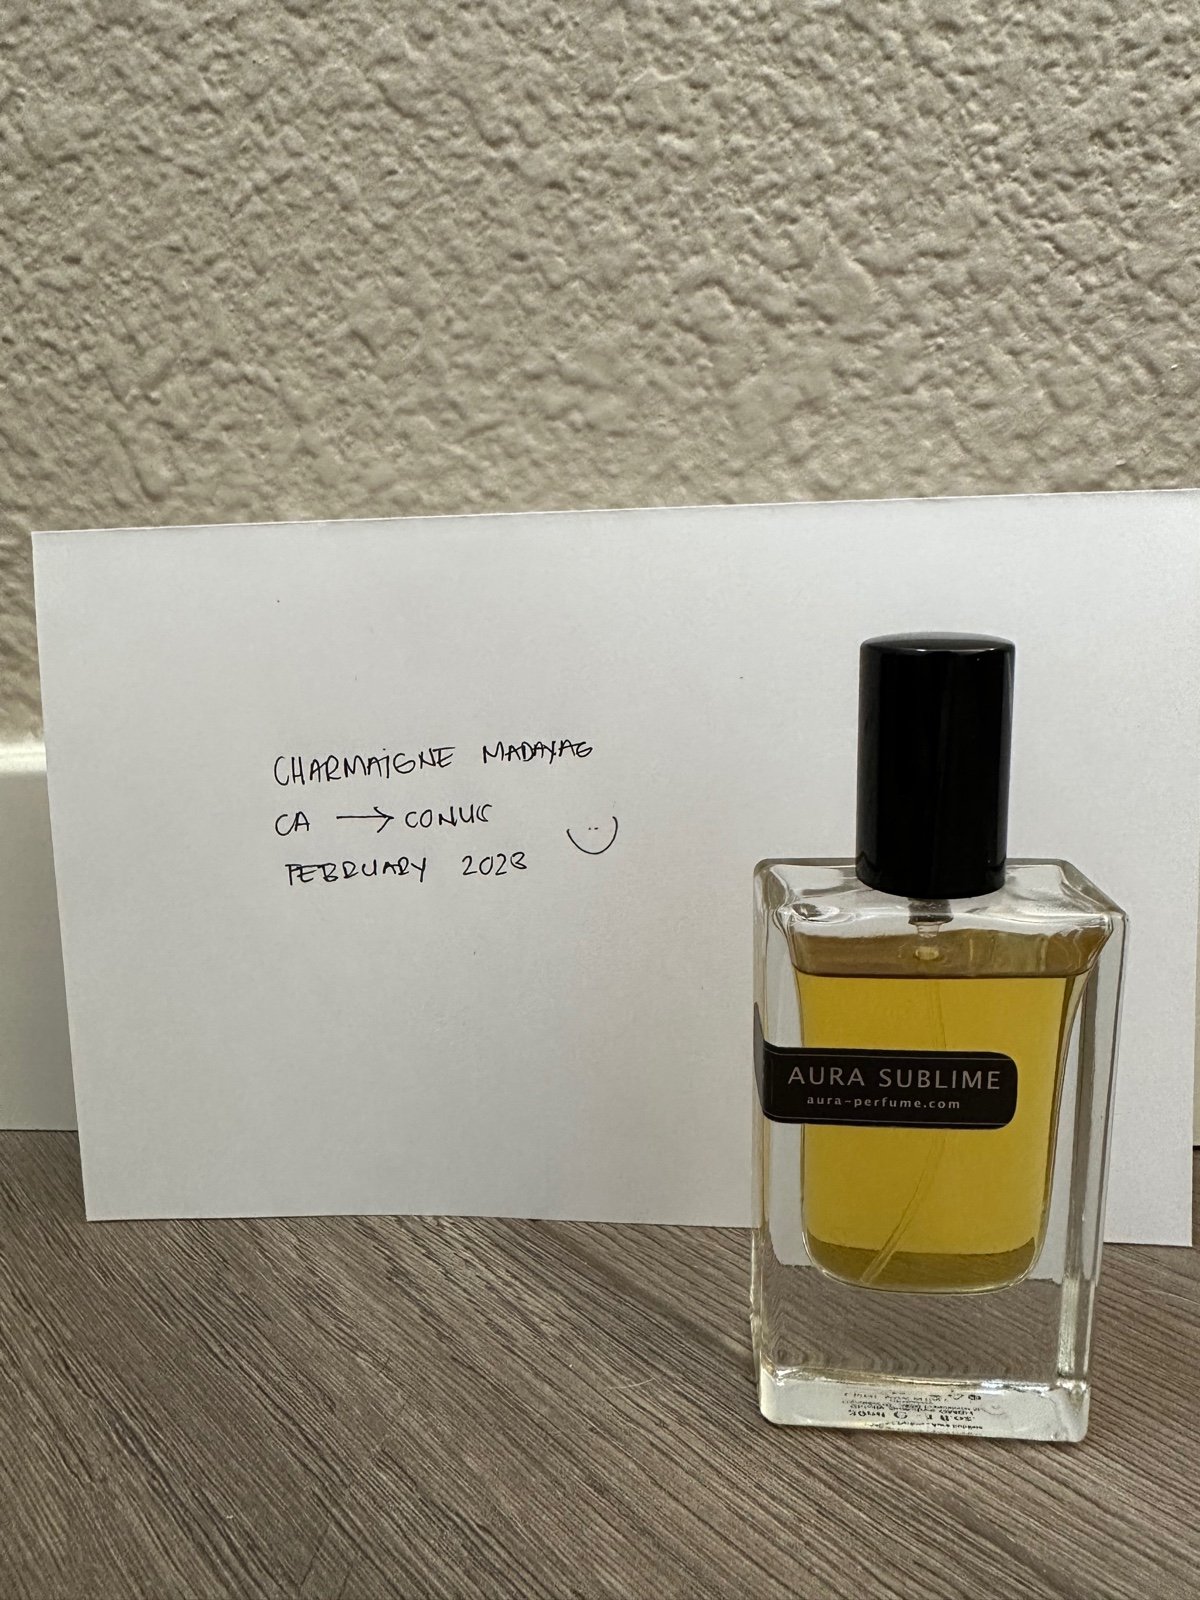 CHARMAIGNE MADAYAG
CA → CONUS
FEBRUARY 2023
AURA SUBLIME
aura-perfume.com